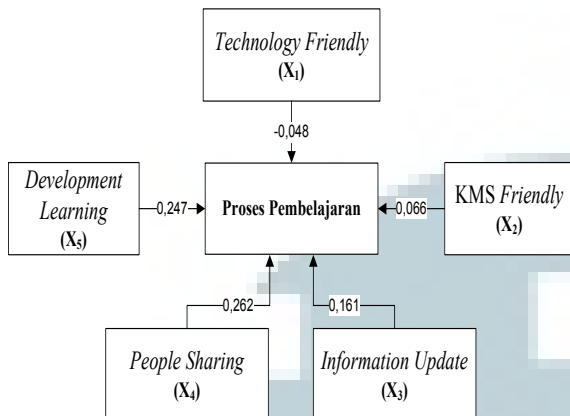 Technology Friendly
(X₁)
-0,048
Development
Learning
(X₅)
0,247
Proses Pembelajaran
0,066
KMS Friendly
(X₂)
0,262
0,161
People Sharing
(X₄)
Information Update
(X₃)